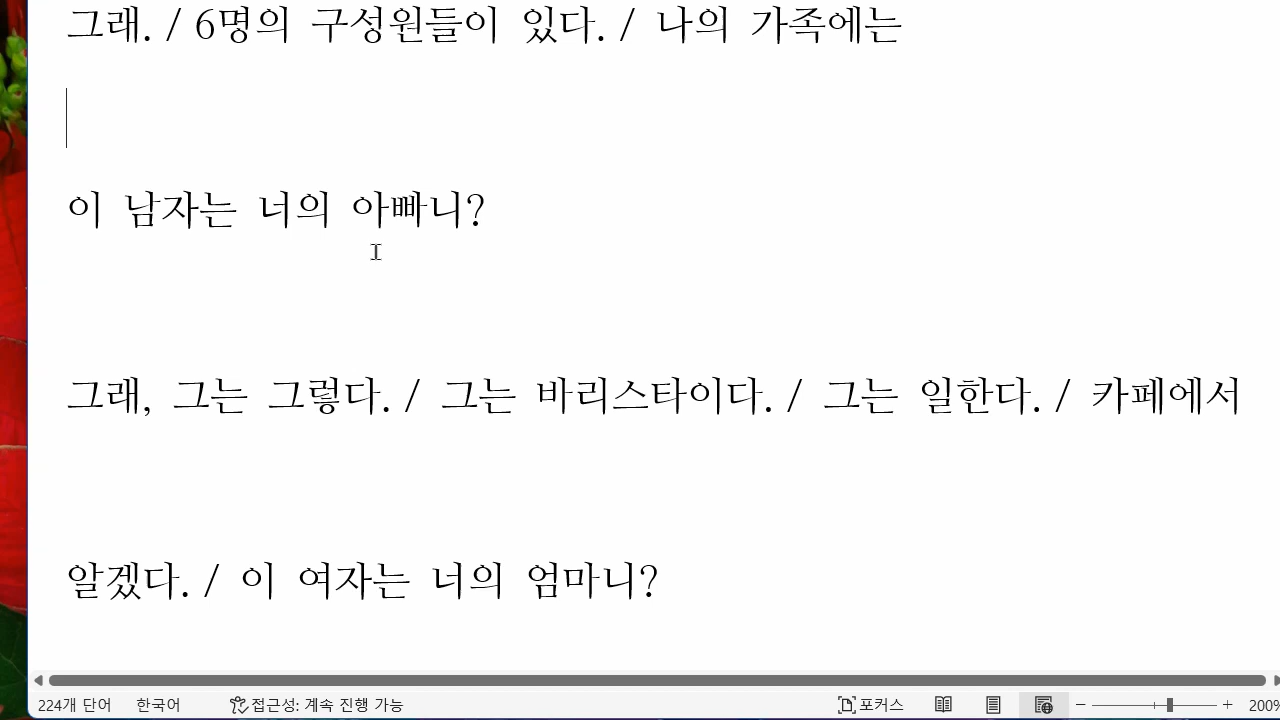 그래. / 6명의 구성원들이 있다. / 나의 가족에는
이 남자는 너의 아빠니?
그래, 그는 그렇다. / 그는 바리스타이다. / 그는 일한다. / 카페에서
알겠다. / 이 여자는 너의 엄마니?
224개 단어 한국어 접근성: 계속 진행 가능 포커스 200%